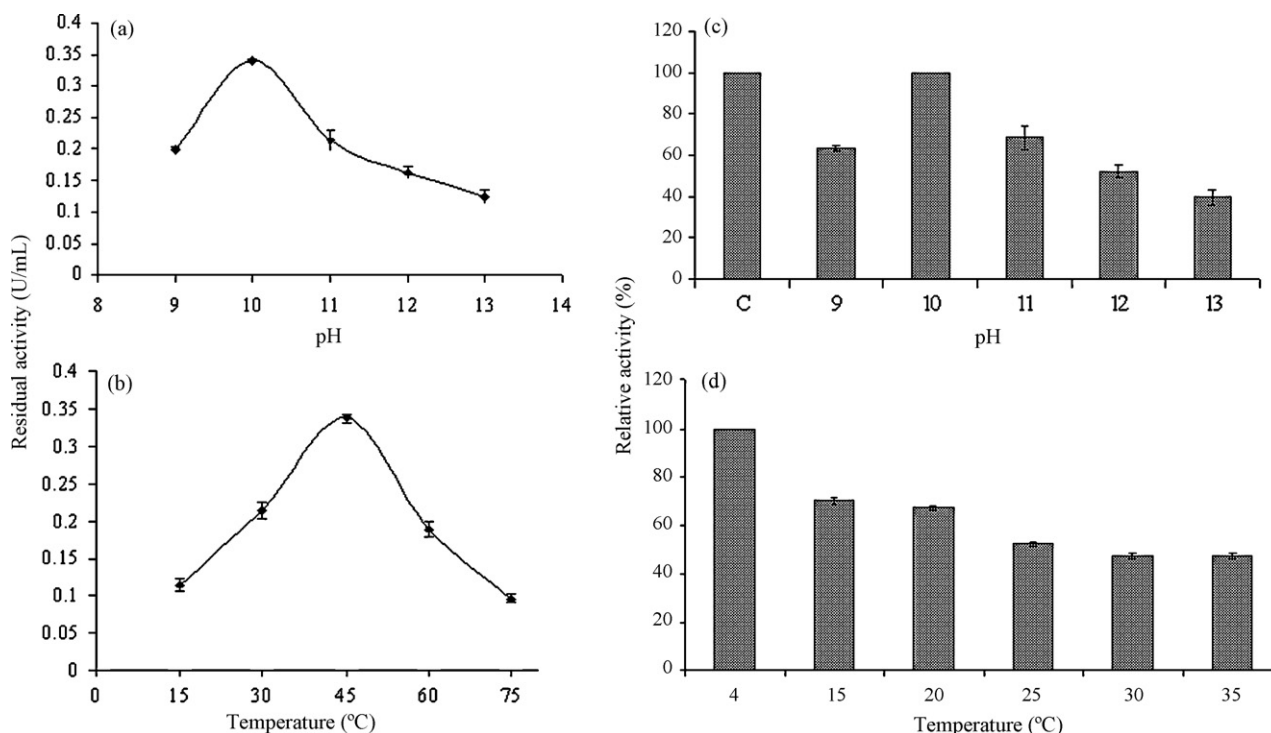 (a)
0.4
0.35
0.3
0.25
0.2
0.15
0.1
0.05
0
8 9 10 11 12 13 14
pH
(b)
0.4
0.35
0.3
0.25
0.2
0.15
0.1
0.05
0
0 15 30 45 60 75
Temperature (ºC)
Residual activity (U/mL)
(c)
120
100
80
60
40
20
0
C 9 10 11 12 13
pH
(d)
120
100
80
60
40
20
0
4 15 20 25 30 35
Temperature (ºC)
Relative activity (%)